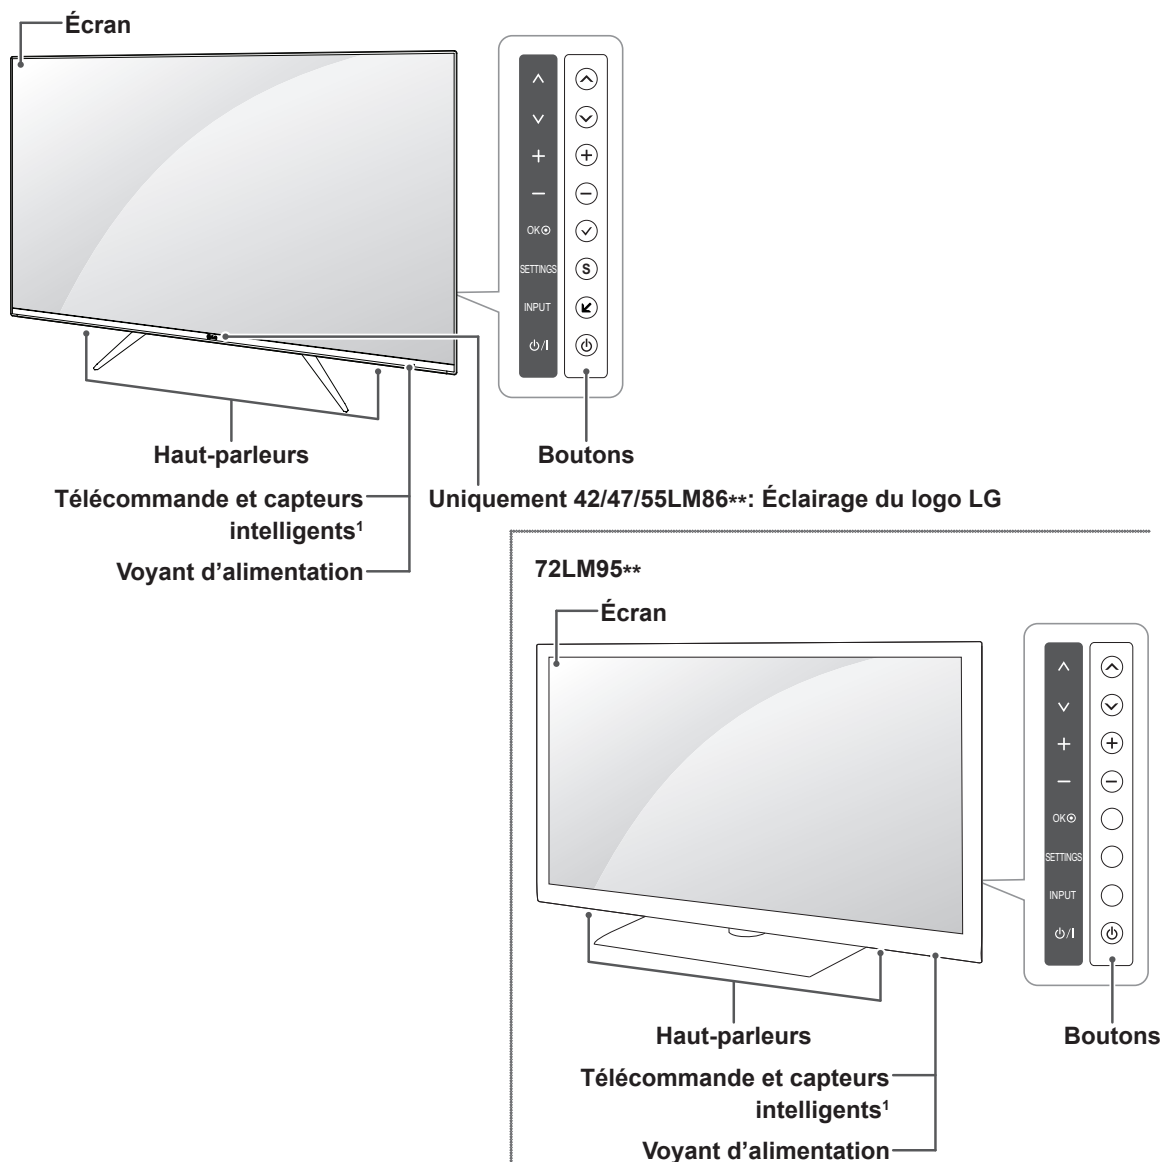 Écran
∧
∨
+
−
OK⊙
SETTINGS S
INPUT
⏻/I
Haut-parleurs
Boutons
Télécommande et capteurs
intelligents¹
Uniquement 42/47/55LM86**: Éclairage du logo LG
Voyant d’alimentation
72LM95**
Écran
∧
∨
+
−
OK⊙
SETTINGS
INPUT
⏻/I
Haut-parleurs
Boutons
Télécommande et capteurs
intelligents¹
Voyant d’alimentation